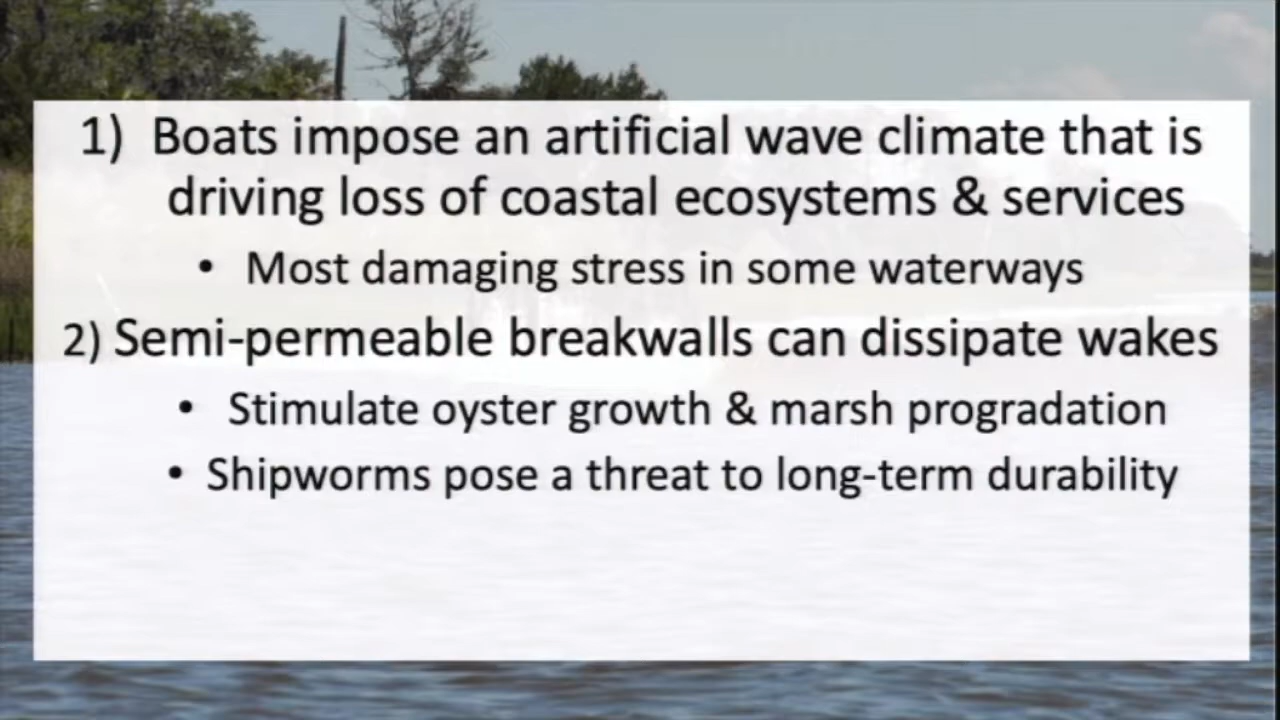 1) Boats impose an artificial wave climate that is
driving loss of coastal ecosystems & services
• Most damaging stress in some waterways
2) Semi-permeable breakwalls can dissipate wakes
• Stimulate oyster growth & marsh progradation
• Shipworms pose a threat to long-term durability